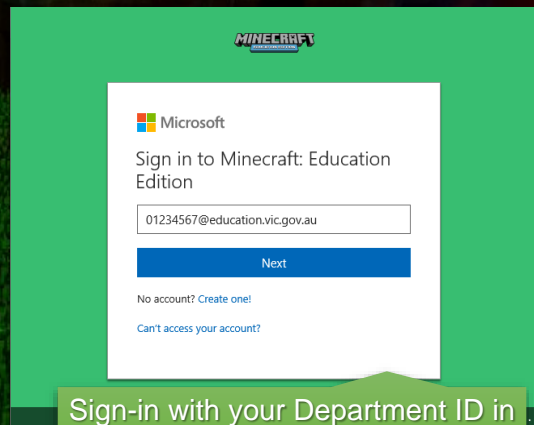 MINECRAFT
Microsoft
Sign in to Minecraft: Education
Edition
01234567@education.vic.gov.au
Next
No account? Create one!
Can't access your account?
Sign-in with your Department ID in